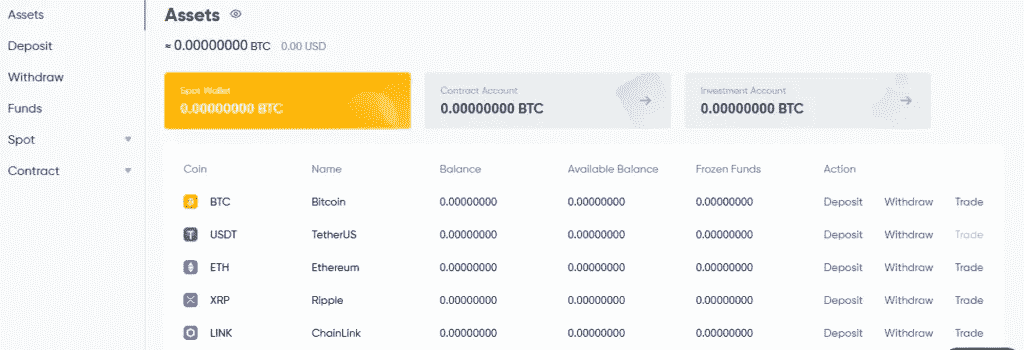 Assets
Deposit
Withdraw
Funds
Spot
Contract
Assets
≈ 0.00000000 BTC 0.00 USD
Spot Wallet
0.00000000 BTC
Contract Account
0.00000000 BTC
Investment Account
0.00000000 BTC
Coin Name Balance Available Balance Frozen Funds Action
BTC Bitcoin 0.00000000 0.00000000 0.00000000 Deposit Withdraw Trade
USDT TetherUS 0.00000000 0.00000000 0.00000000 Deposit Withdraw Trade
ETH Ethereum 0.00000000 0.00000000 0.00000000 Deposit Withdraw Trade
XRP Ripple 0.00000000 0.00000000 0.00000000 Deposit Withdraw Trade
LINK ChainLink 0.00000000 0.00000000 0.00000000 Deposit Withdraw Trade